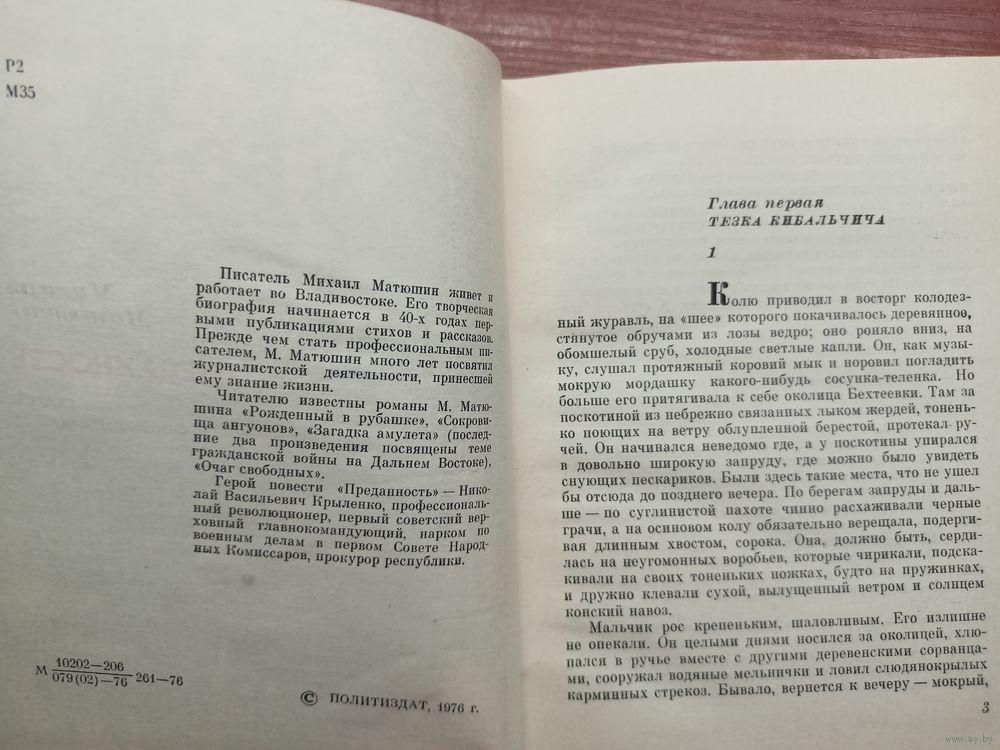 Р2
М35
Писатель Михаил Матюшин живет и
работает во Владивостоке. Его творческая
биография начинается в 40-х годах пер-
выми публикациями стихов и рассказов.
Прежде чем стать профессиональным пи-
сателем, М. Матюшин много лет посвятил
журналистской деятельности, принесшей
ему знание жизни.
Читателю известны романы М. Матю-
шина «Рожденный в рубашке», «Сокрови-
ща ангуонов», «Загадка амулета» (послед-
ние два произведения посвящены теме
гражданской войны на Дальнем Востоке),
«Очаг свободных».
Герой повести «Преданность» — Нико-
лай Васильевич Крыленко, профессиональ-
ный революционер, первый советский вер-
ховный главнокомандующий, нарком по
военным делам в первом Совете Народ-
ных Комиссаров, прокурор республики.
М 10202—206
079(02)—76 261—76
© ПОЛИТИЗДАТ, 1976 г.
Глава первая
ТЕЗКА КИБАЛЬЧИЧА
1
Колю приводил в восторг колодез-
ный журавль, на «шее» которого покачивалось деревянное,
стянутое обручами из лозы ведро; оно роняло вниз, на
обомшелый сруб, холодные светлые капли. Он, как музы-
ку, слушал протяжный коровий мык и норовил погладить
мокрую мордашку какого-нибудь сосунка-теленка. Но
больше его притягивала к себе околица Бехтеевки. Там за
поскотиной из небрежно связанных лыком жердей, тонень-
ко поющих на ветру облупленной берестой, протекал ру-
чей. Он начинался неведомо где, а у поскотины упирался
в довольно широкую запруду, где можно было увидеть
снующих пескариков. Были здесь такие места, что не ушел
бы отсюда до позднего вечера. По берегам запруды и даль-
ше — по суглинистой пахоте чинно расхаживали черные
грачи, а на осиновом колу обязательно верещала, подерги-
вая длинным хвостом, сорока. Она, должно быть, серди-
лась на неугомонных воробьев, которые чирикали, подска-
кивали на своих тоненьких ножках, будто на пружинках,
и дружно клевали сухой, вылущенный ветром и солнцем
конский навоз.
Мальчик рос крепеньким, шаловливым. Его излишне
не опекали. Он целыми днями носился за околицей, хлю-
пался в ручье вместе с другими деревенскими сорванца-
ми, сооружал водяные мельнички и ловил слюдянокрылых
карминных стрекоз. Бывало, вернется к вечеру — мокрый,
3
www.ay.by